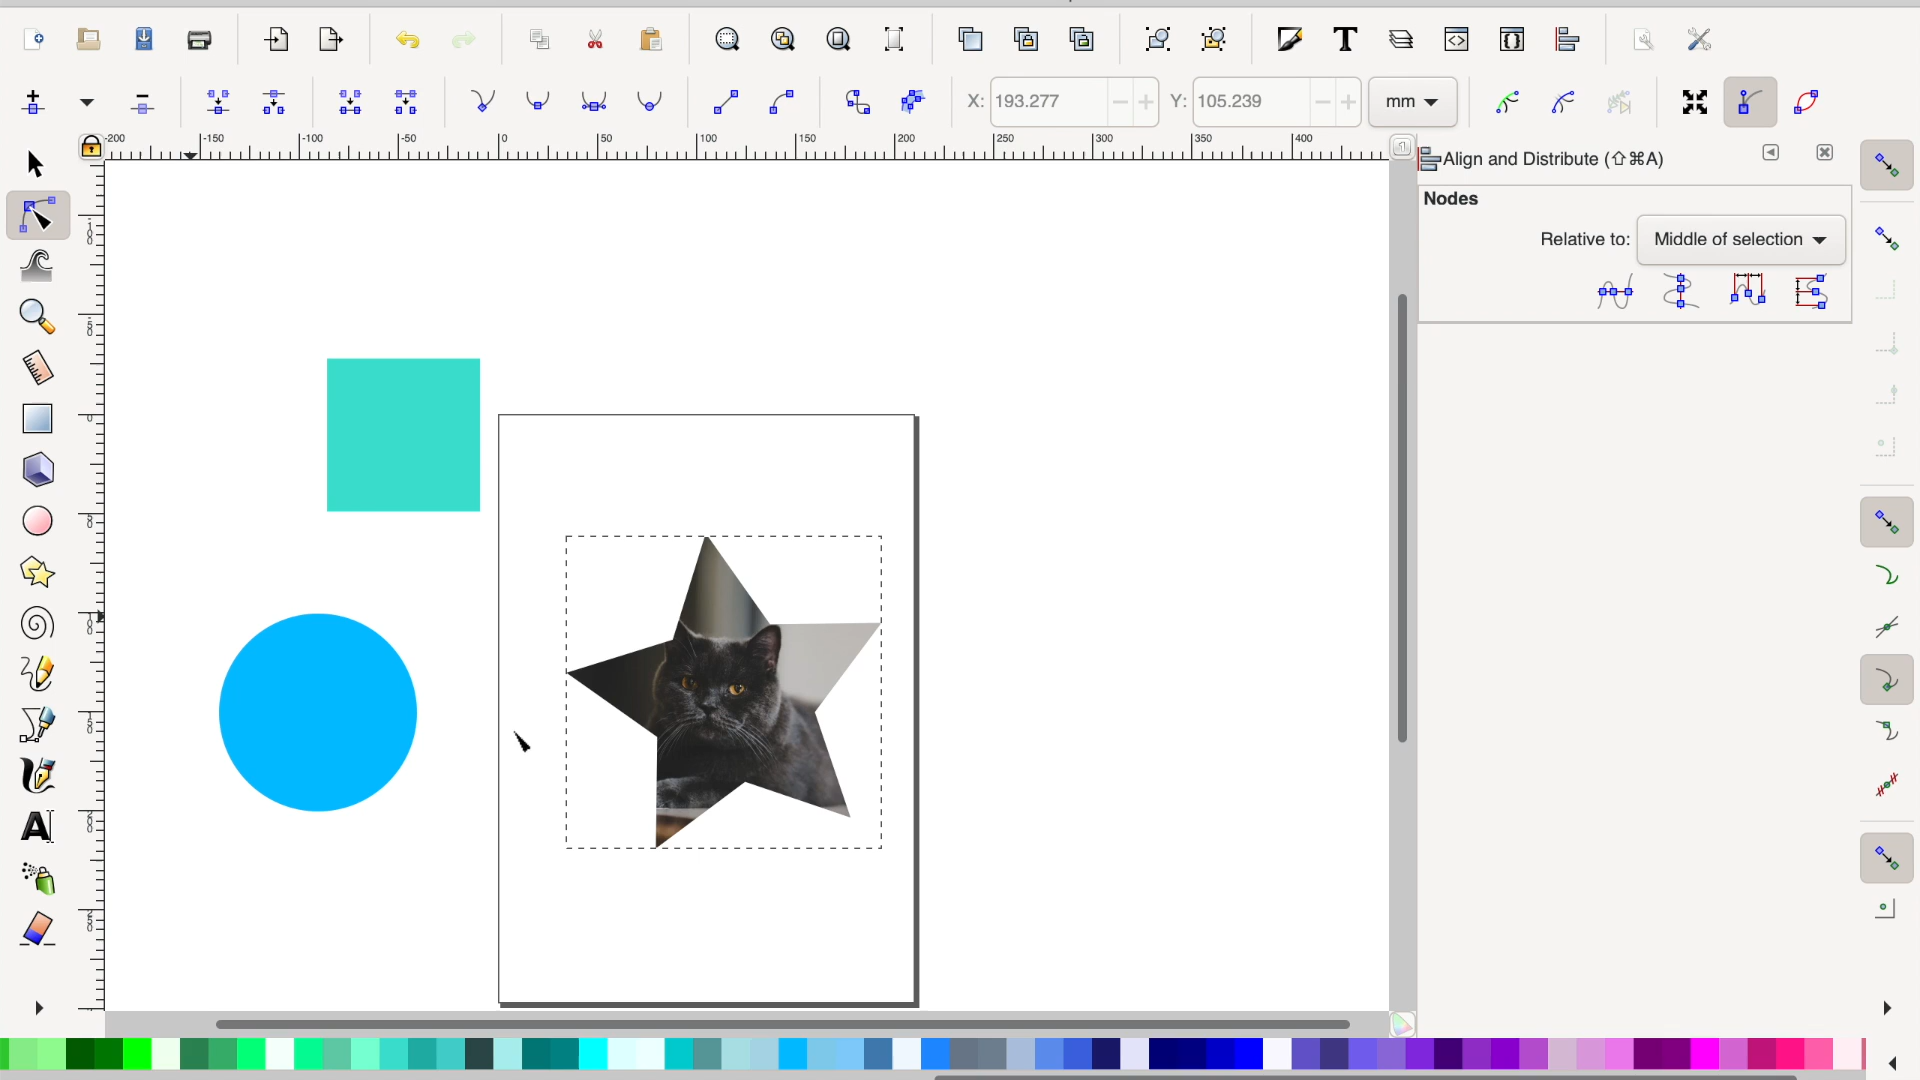 X: 193.277 Y: 105.239 mm
-200 -150 -100 -50 0 50 100 150 200 250 300 350 400
Align and Distribute (⇧⌘A)
Nodes
Relative to: Middle of selection